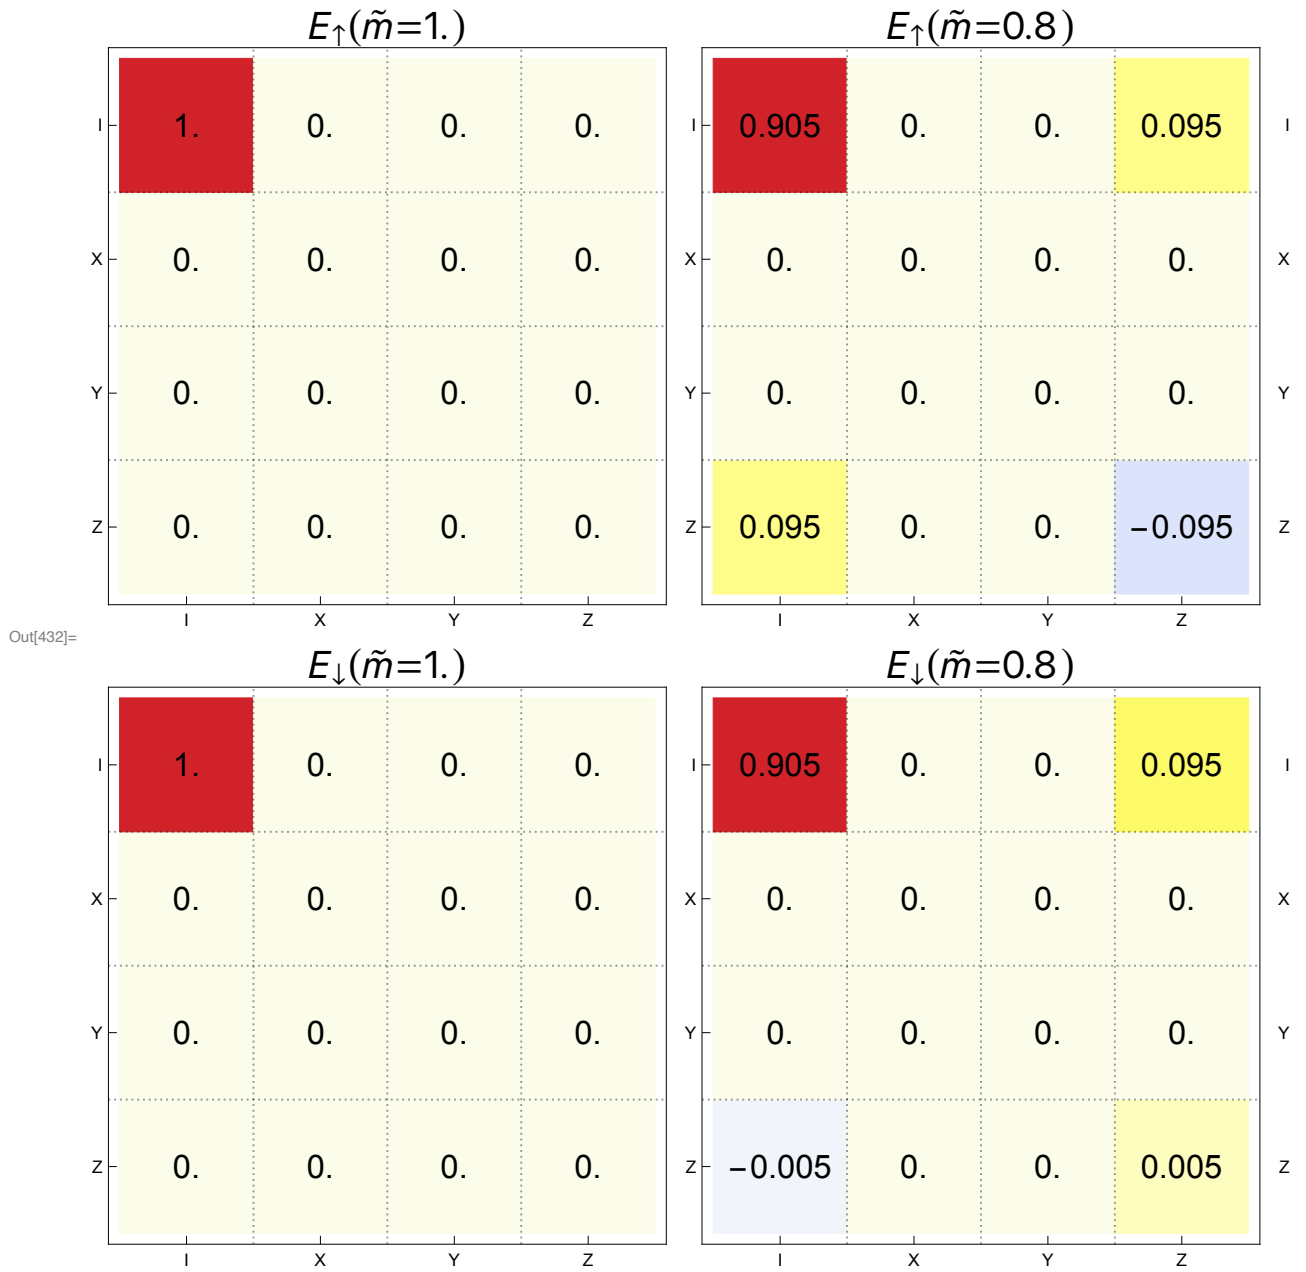 E↑(m̃=1.) E↑(m̃=0.8)
I 1. 0. 0. 0. I 0.905 0. 0. 0.095 I
X 0. 0. 0. 0. X 0. 0. 0. 0. X
Y 0. 0. 0. 0. Y 0. 0. 0. 0. Y
Z 0. 0. 0. 0. Z 0.095 0. 0. −0.095 Z
I X Y Z I X Y Z
Out[432]=
E↓(m̃=1.) E↓(m̃=0.8)
I 1. 0. 0. 0. I 0.905 0. 0. 0.095 I
X 0. 0. 0. 0. X 0. 0. 0. 0. X
Y 0. 0. 0. 0. Y 0. 0. 0. 0. Y
Z 0. 0. 0. 0. Z −0.005 0. 0. 0.005 Z
I X Y Z I X Y Z